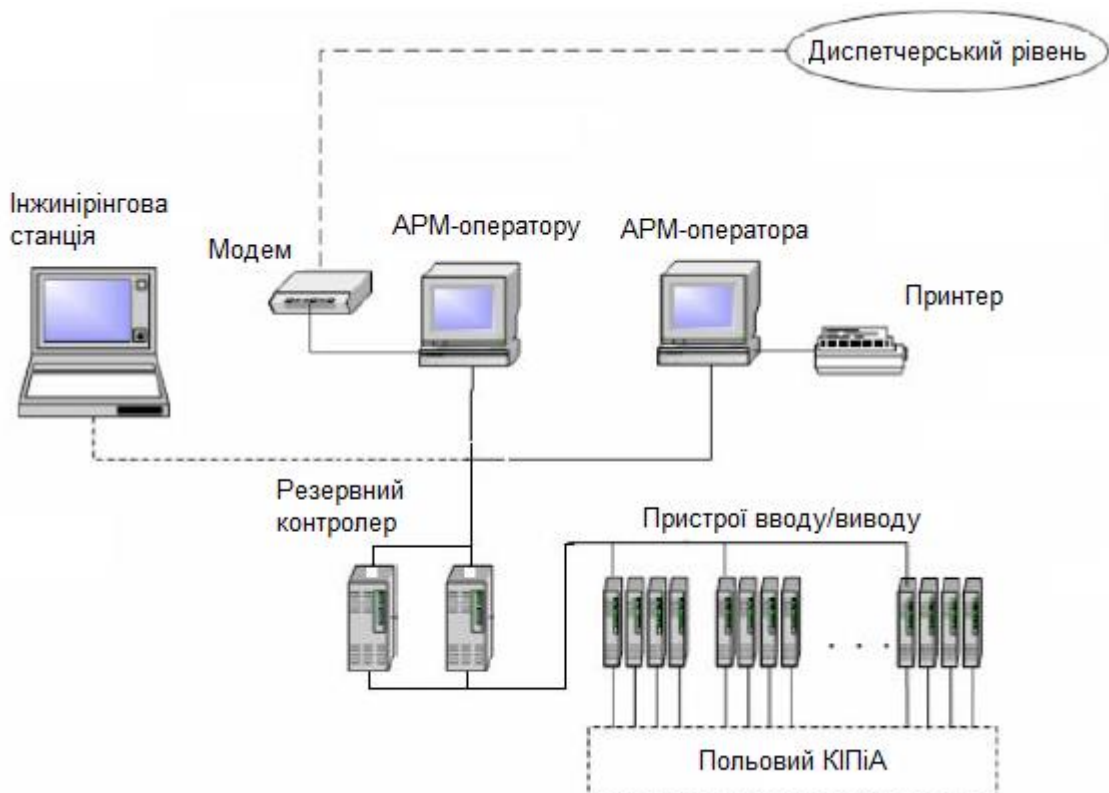 Диспетчерський рівень
Інжинірінгова
станція
Модем
АРМ-оператору
АРМ-оператора
Принтер
Резервний
контролер
Пристрої вводу/виводу
Польовий КІПіА